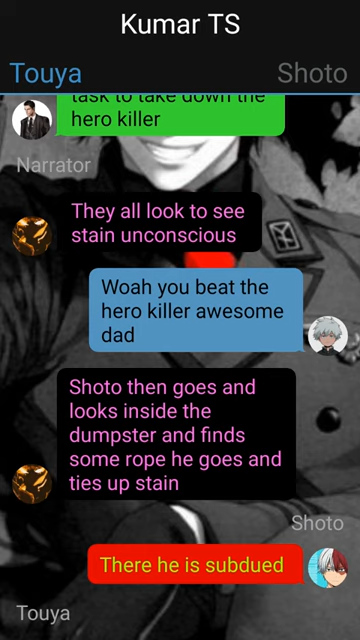 Kumar TS
Touya
Shoto
task to take down the
hero killer
Narrator
They all look to see
stain unconscious
Woah you beat the
hero killer awesome
dad
Shoto then goes and
looks inside the
dumpster and finds
some rope he goes and
ties up stain
Shoto
There he is subdued
Touya